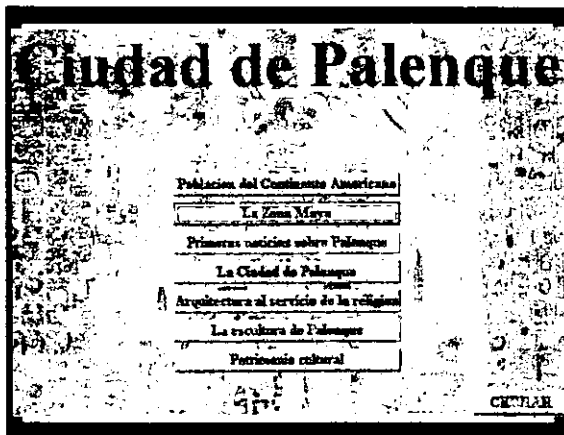 Ciudad de Palenque
Poblacion del Continente Americano
La Zona Maya
Primeras noticias sobre Palenque
La Ciudad de Palenque
Arquitectura al servicio de la religion
La escultura de Palenque
Patrimonio cultural
CERRAR